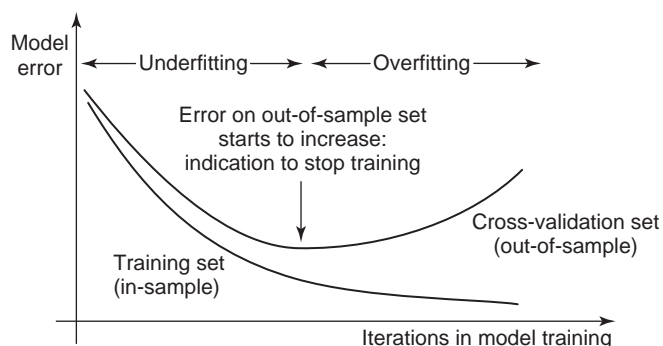 Model
error
Underfitting
Overfitting
Error on out-of-sample set
starts to increase:
indication to stop training
Cross-validation set
(out-of-sample)
Training set
(in-sample)
Iterations in model training